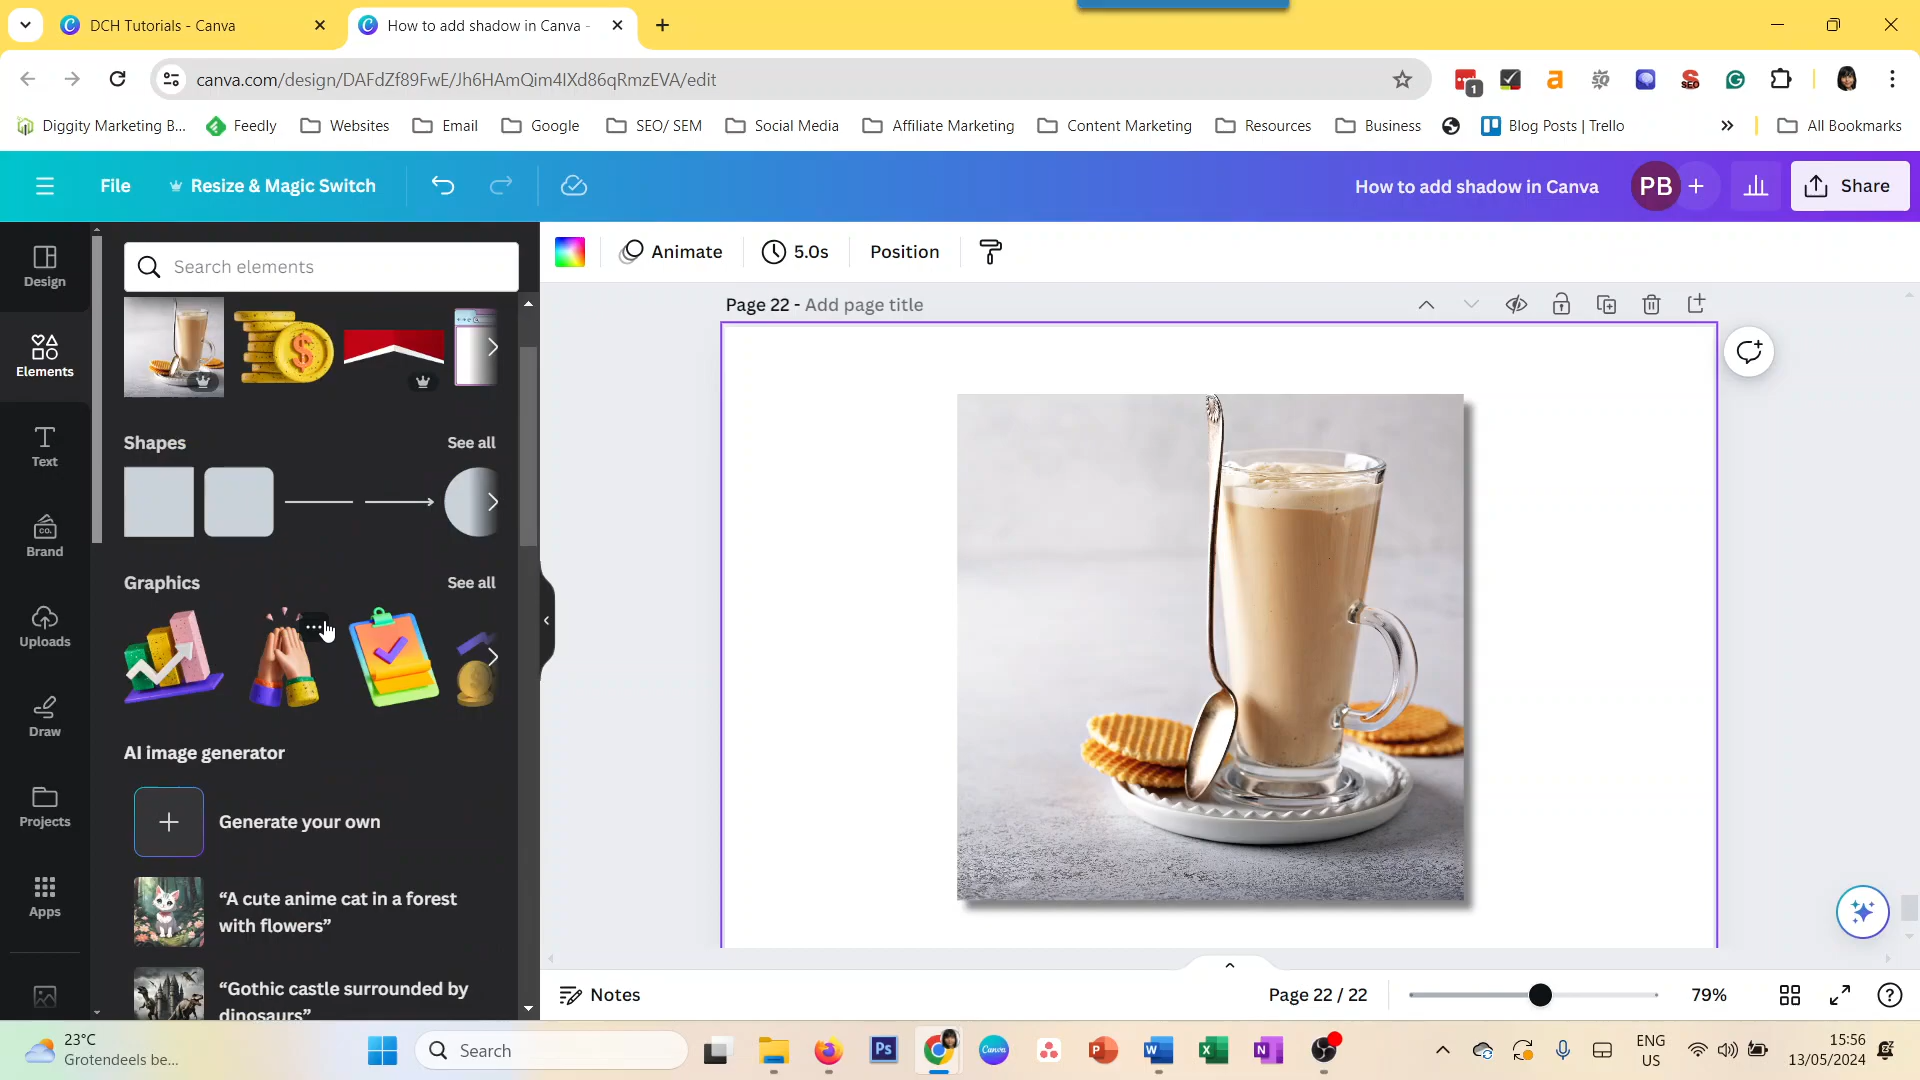 DCH Tutorials - Canva
How to add shadow in Canva -
canva.com/design/DAFdZf89FwE/Jh6HAmQim4IXd86qRmzEVA/edit
1
SEO
Diggity Marketing B...
Feedly
Websites
Email
Google
SEO/ SEM
Social Media
Affiliate Marketing
Content Marketing
Resources
Business
Blog Posts | Trello
All Bookmarks
File
Resize & Magic Switch
How to add shadow in Canva
PB
Share
Design
Elements
Text
Brand
Uploads
Draw
Projects
Apps
Search elements
Shapes
See all
Graphics
See all
AI image generator
Generate your own
“A cute anime cat in a forest
with flowers”
“Gothic castle surrounded by
dinosaurs”
Animate
5.0s
Position
Page 22 - Add page title
Notes
Page 22 / 22
79%
23°C
Grotendeels be...
Search
Ps
Canva
ENG
US
15:56
13/05/2024